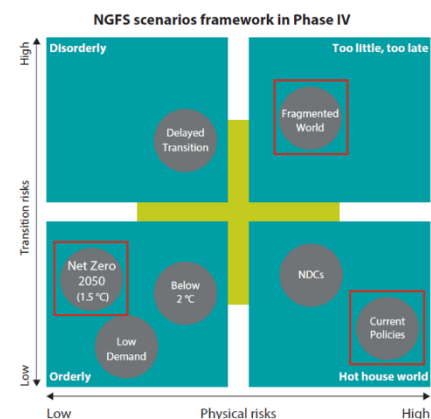 NGFS scenarios framework in Phase IV
High
Transition risks
Low
Disorderly
Too little, too late
Delayed
Transition
Fragmented
World
Net Zero
2050
(1.5 °C)
Below
2 °C
Low
Demand
NDCs
Current
Policies
Orderly
Hot house world
Low
Physical risks
High